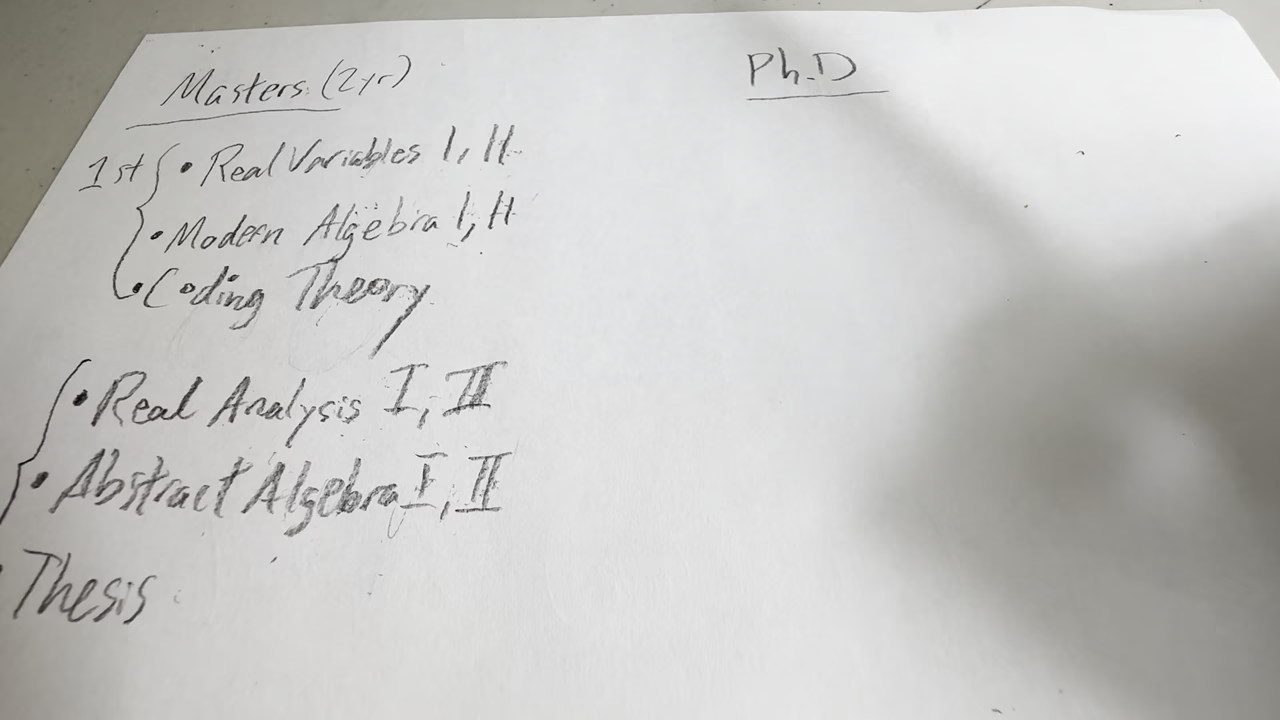 Masters (2yr)
Ph.D
1st
• Real Variables I, II
• Modern Algebra I, II
• Coding Theory
• Real Analysis I, II
• Abstract Algebra I, II
Thesis